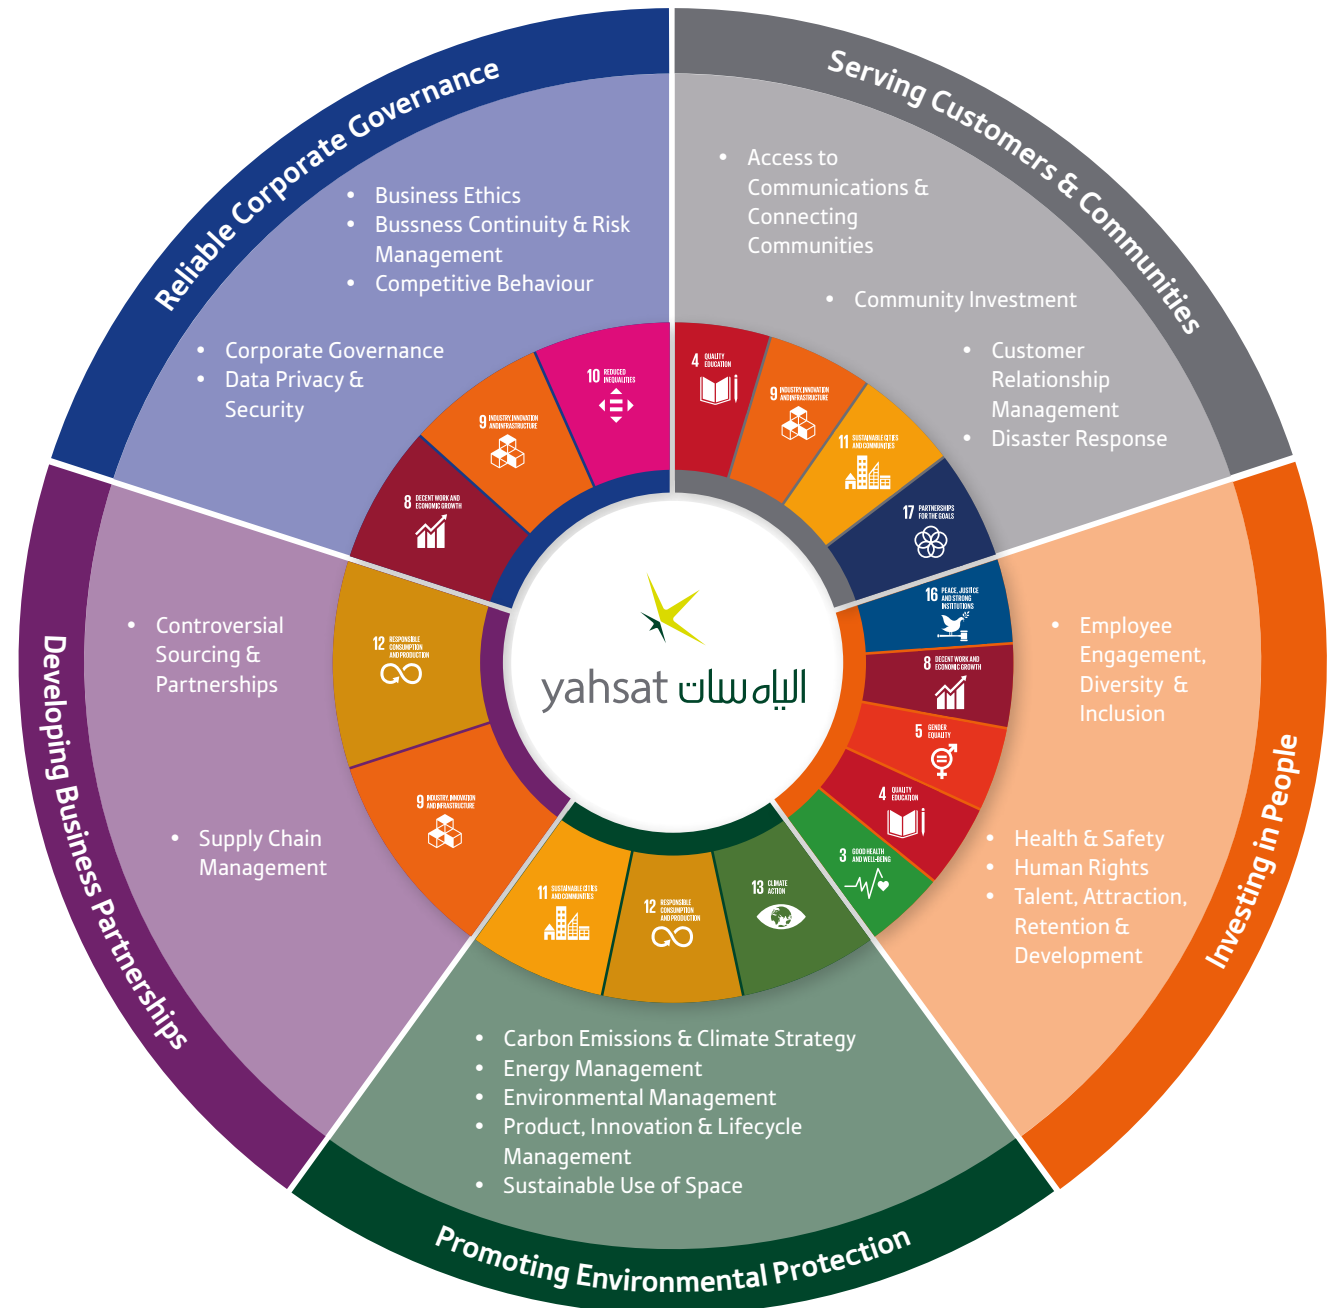 Reliable Corporate Governance
• Business Ethics
• Bussness Continuity & Risk
Management
• Competitive Behaviour
• Corporate Governance
• Data Privacy &
Security
8 DECENT WORK AND
ECONOMIC GROWTH
9 INDUSTRY, INNOVATION
AND INFRASTRUCTURE
10 REDUCED
INEQUALITIES
Serving Customers & Communities
• Access to
Communications &
Connecting
Communities
• Community Investment
• Customer
Relationship
Management
• Disaster Response
4 QUALITY
EDUCATION
9 INDUSTRY, INNOVATION
AND INFRASTRUCTURE
11 SUSTAINABLE CITIES
AND COMMUNITIES
17 PARTNERSHIPS
FOR THE GOALS
Investing in People
• Employee
Engagement,
Diversity &
Inclusion
• Health & Safety
• Human Rights
• Talent, Attraction,
Retention &
Development
16 PEACE, JUSTICE
AND STRONG
INSTITUTIONS
8 DECENT WORK AND
ECONOMIC GROWTH
5 GENDER
EQUALITY
4 QUALITY
EDUCATION
3 GOOD HEALTH
AND WELL-BEING
Promoting Environmental Protection
13 CLIMATE
ACTION
12 RESPONSIBLE
CONSUMPTION
AND PRODUCTION
11 SUSTAINABLE CITIES
AND COMMUNITIES
• Carbon Emissions & Climate Strategy
• Energy Management
• Environmental Management
• Product, Innovation & Lifecycle
Management
• Sustainable Use of Space
Developing Business Partnerships
• Controversial
Sourcing &
Partnerships
• Supply Chain
Management
12 RESPONSIBLE
CONSUMPTION
AND PRODUCTION
9 INDUSTRY, INNOVATION
AND INFRASTRUCTURE
yahsat الياه سات